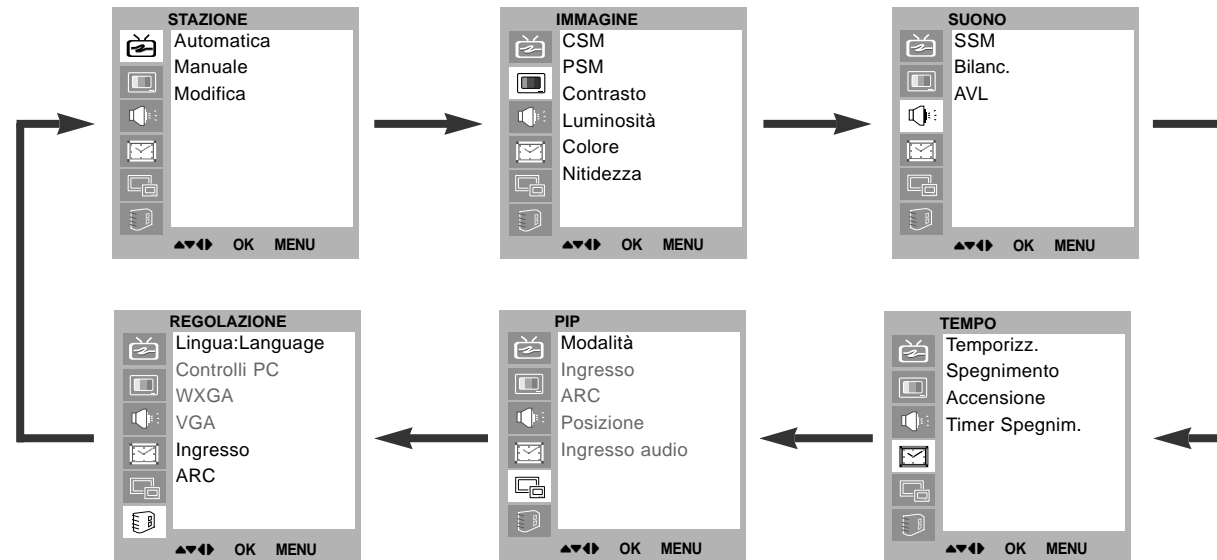 STAZIONE
Automatica
Manuale
Modifica
▲▼◀▶ OK MENU
IMMAGINE
CSM
PSM
Contrasto
Luminosità
Colore
Nitidezza
▲▼◀▶ OK MENU
SUONO
SSM
Bilanc.
AVL
▲▼◀▶ OK MENU
REGOLAZIONE
Lingua:Language
Controlli PC
WXGA
VGA
Ingresso
ARC
▲▼◀▶ OK MENU
PIP
Modalità
Ingresso
ARC
Posizione
Ingresso audio
▲▼◀▶ OK MENU
TEMPO
Temporizz.
Spegnimento
Accensione
Timer Spegnim.
▲▼◀▶ OK MENU